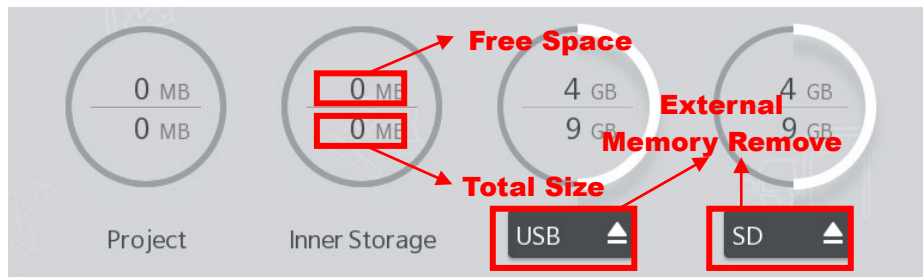 Free Space
0 MB
0 MB
4 GB
4 GB
External
0 MB
0 MB
9 GB
9 GB
Memory Remove
Total Size
Project
Inner Storage
USB
SD